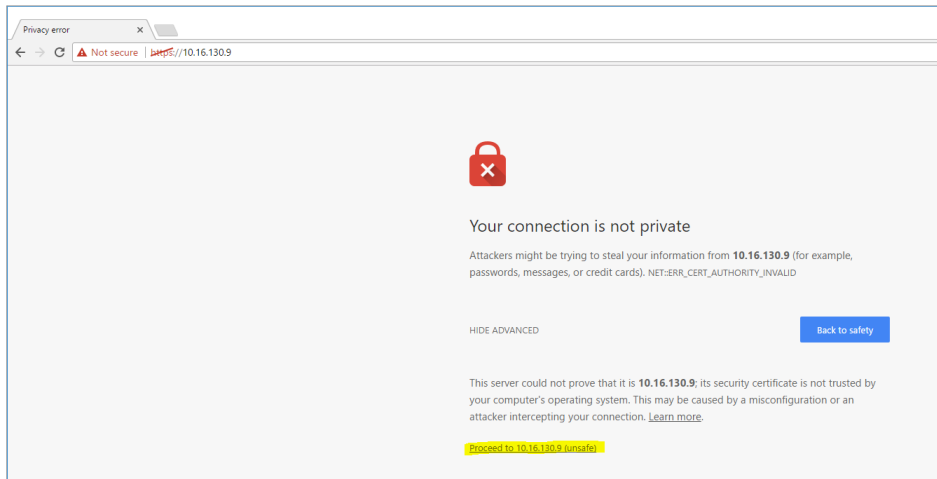 Privacy error
Not secure | https://10.16.130.9
Your connection is not private
Attackers might be trying to steal your information from 10.16.130.9 (for example,
passwords, messages, or credit cards). NET::ERR_CERT_AUTHORITY_INVALID
HIDE ADVANCED
Back to safety
This server could not prove that it is 10.16.130.9; its security certificate is not trusted by
your computer's operating system. This may be caused by a misconfiguration or an
attacker intercepting your connection. Learn more.
Proceed to 10.16.130.9 (unsafe)